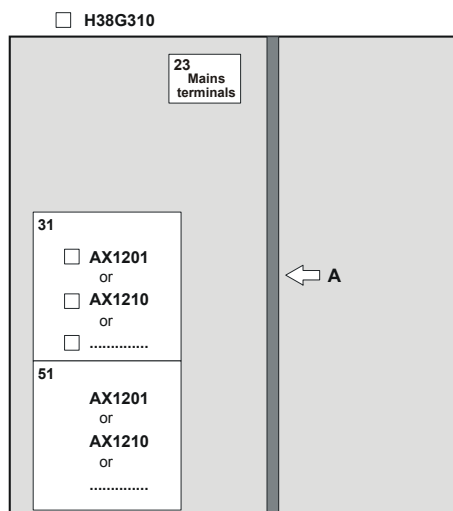 H38G310
23
Mains
terminals
31
AX1201
or
AX1210
or
..............
A
51
AX1201
or
AX1210
or
..............